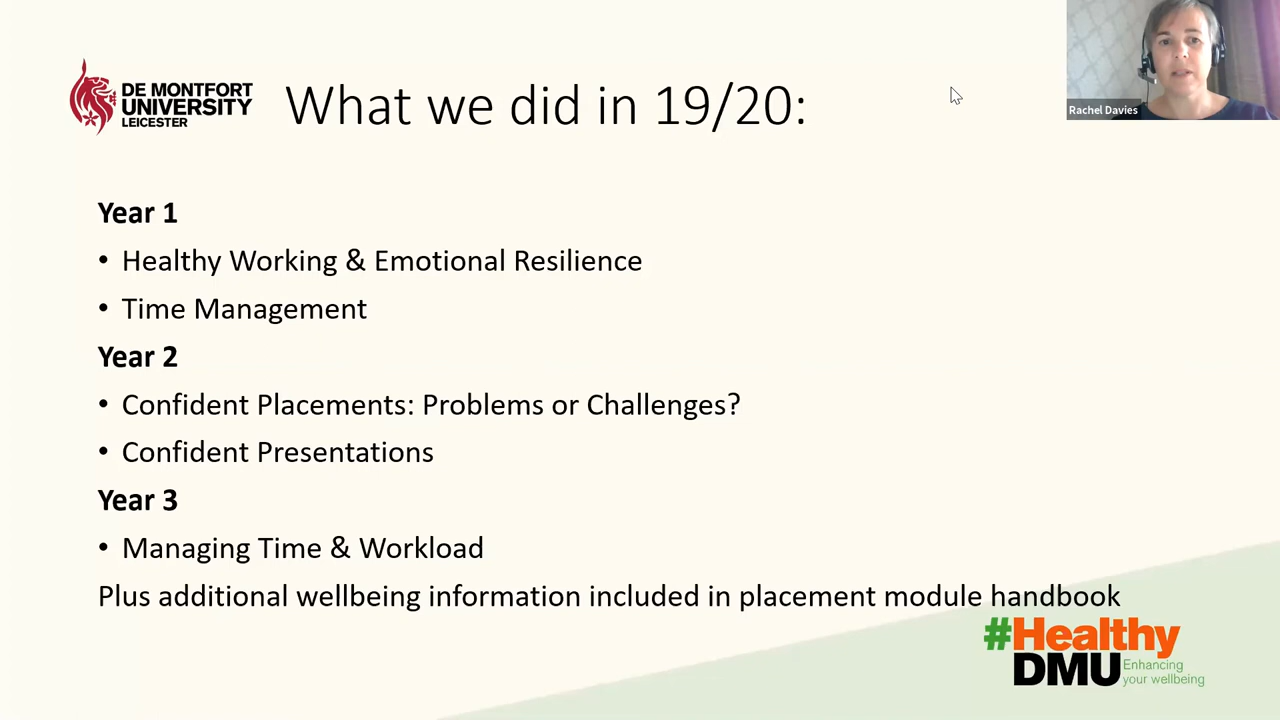 DE MONTFORT
UNIVERSITY
LEICESTER
What we did in 19/20:
Rachel Davies
Year 1
• Healthy Working & Emotional Resilience
• Time Management
Year 2
• Confident Placements: Problems or Challenges?
• Confident Presentations
Year 3
• Managing Time & Workload
Plus additional wellbeing information included in placement module handbook
#Healthy
DMU
Enhancing
your wellbeing